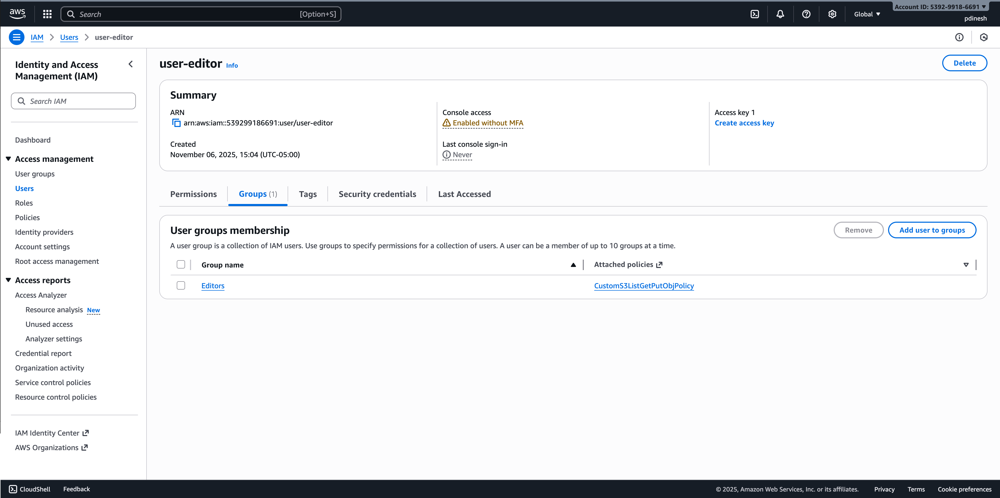 aws
Search [Option+S]
Global
Account ID: 5392-9918-6691
pdinesh
IAM Users user-editor
Identity and Access
Management (IAM)
Search IAM
Dashboard
Access management
User groups
Users
Roles
Policies
Identity providers
Account settings
Root access management
Access reports
Access Analyzer
Resource analysis New
Unused access
Analyzer settings
Credential report
Organization activity
Service control policies
Resource control policies
IAM Identity Center
AWS Organizations
user-editor Info
Delete
Summary
ARN
arn:aws:iam::539299186691:user/user-editor
Created
November 06, 2025, 15:04 (UTC-05:00)
Console access
Enabled without MFA
Last console sign-in
Never
Access key 1
Create access key
Permissions Groups (1) Tags Security credentials Last Accessed
User groups membership
Remove Add user to groups
A user group is a collection of IAM users. Use groups to specify permissions for a collection of users. A user can be a member of up to 10 groups at a time.
Group name Attached policies
Editors CustomS3ListGetPutObjPolicy
CloudShell Feedback © 2025, Amazon Web Services, Inc. or its affiliates. Privacy Terms Cookie preferences